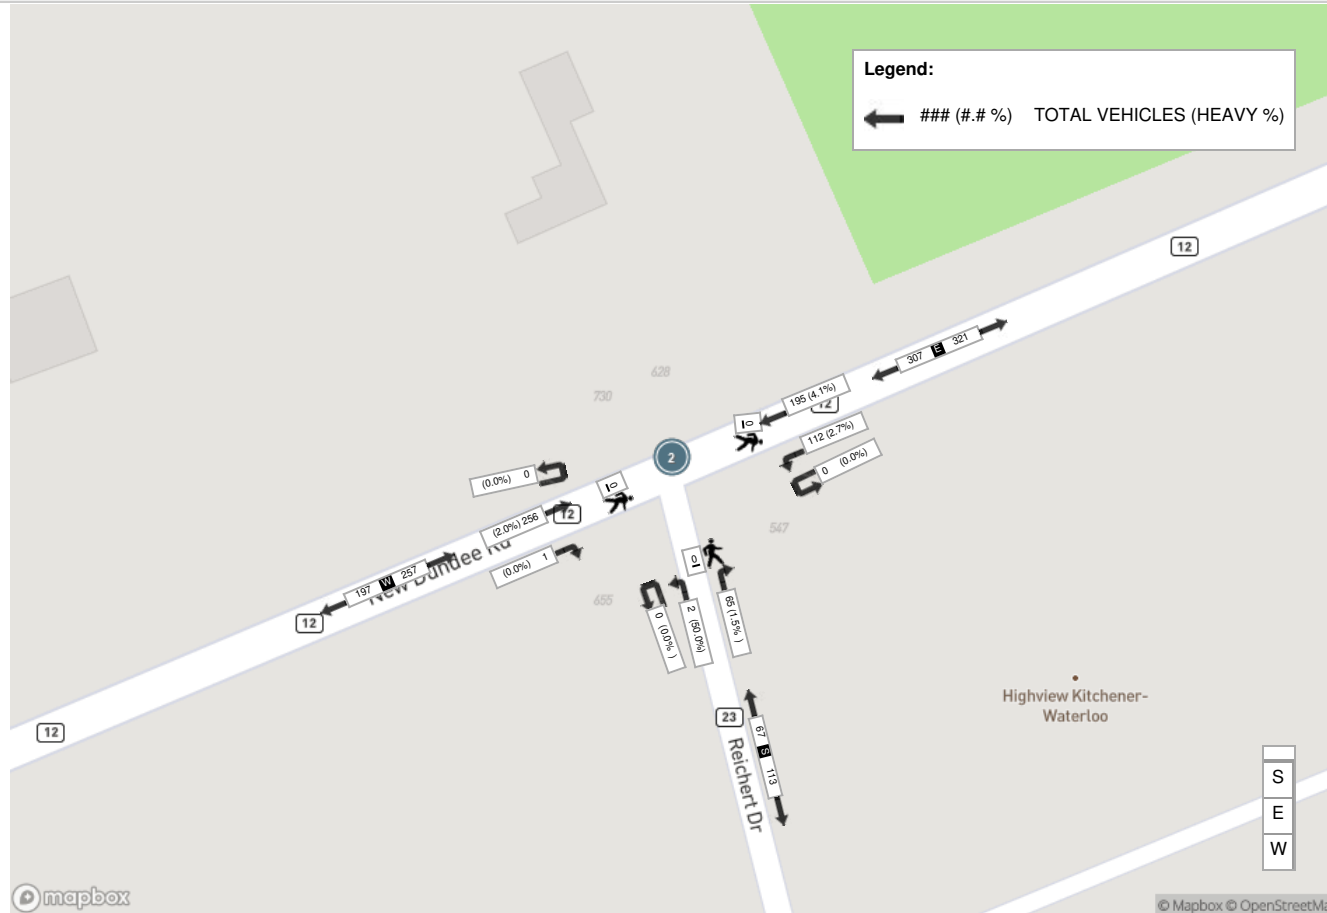 Legend:
### (#.# %) TOTAL VEHICLES (HEAVY %)
12
307 E 321
628
730
195 (4.1%)
12
0
112 (2.7%)
2
0 (0.0%)
(0.0%) 0
0
12
(2.0%) 256
547
(0.0%) 1
0
New Dundee Rd
197 W 257
655
12
0 (0.0% )
2 (50.0%)
65 (1.5% )
Highview Kitchener-
Waterloo
23
67 S 113
12
Reichert Dr
S
E
W
mapbox
© Mapbox © OpenStreetMa